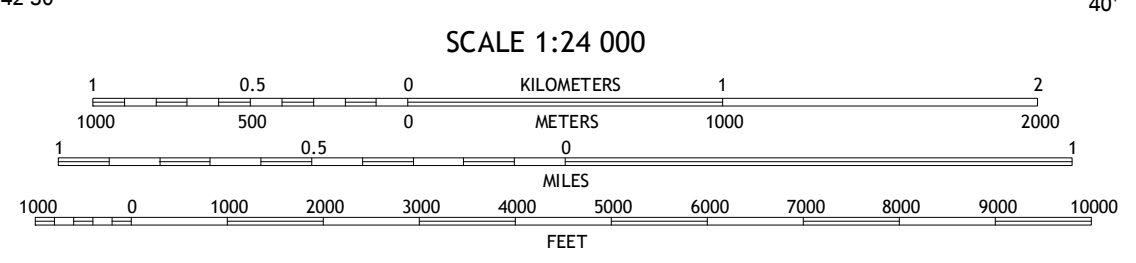 42'30"
40'
SCALE 1:24 000
1 0.5 0 KILOMETERS 1 2
1000 500 0 METERS 1000 2000
1 0.5 0 1
MILES
1000 0 1000 2000 3000 4000 5000 6000 7000 8000 9000 10000
FEET